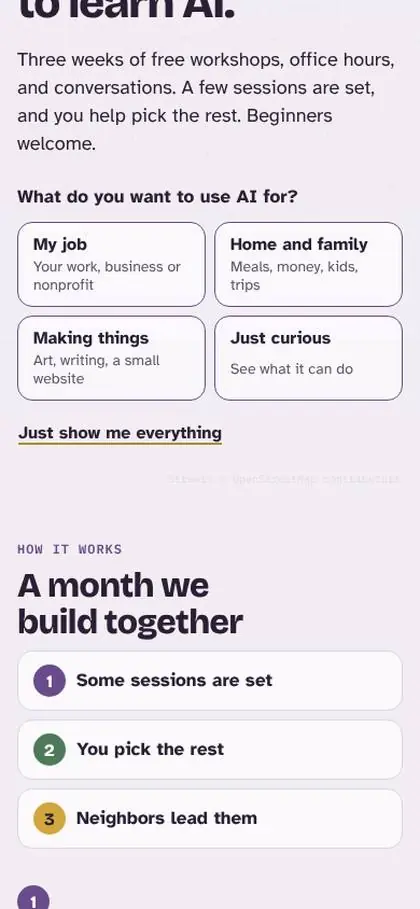 to learn AI.
Three weeks of free workshops, office hours,
and conversations. A few sessions are set,
and you help pick the rest. Beginners
welcome.
What do you want to use AI for?
My job
Your work, business or
nonprofit
Home and family
Meals, money, kids,
trips
Making things
Art, writing, a small
website
Just curious
See what it can do
Just show me everything
Streets © OpenStreetMap contributors
HOW IT WORKS
A month we
build together
1 Some sessions are set
2 You pick the rest
3 Neighbors lead them
1